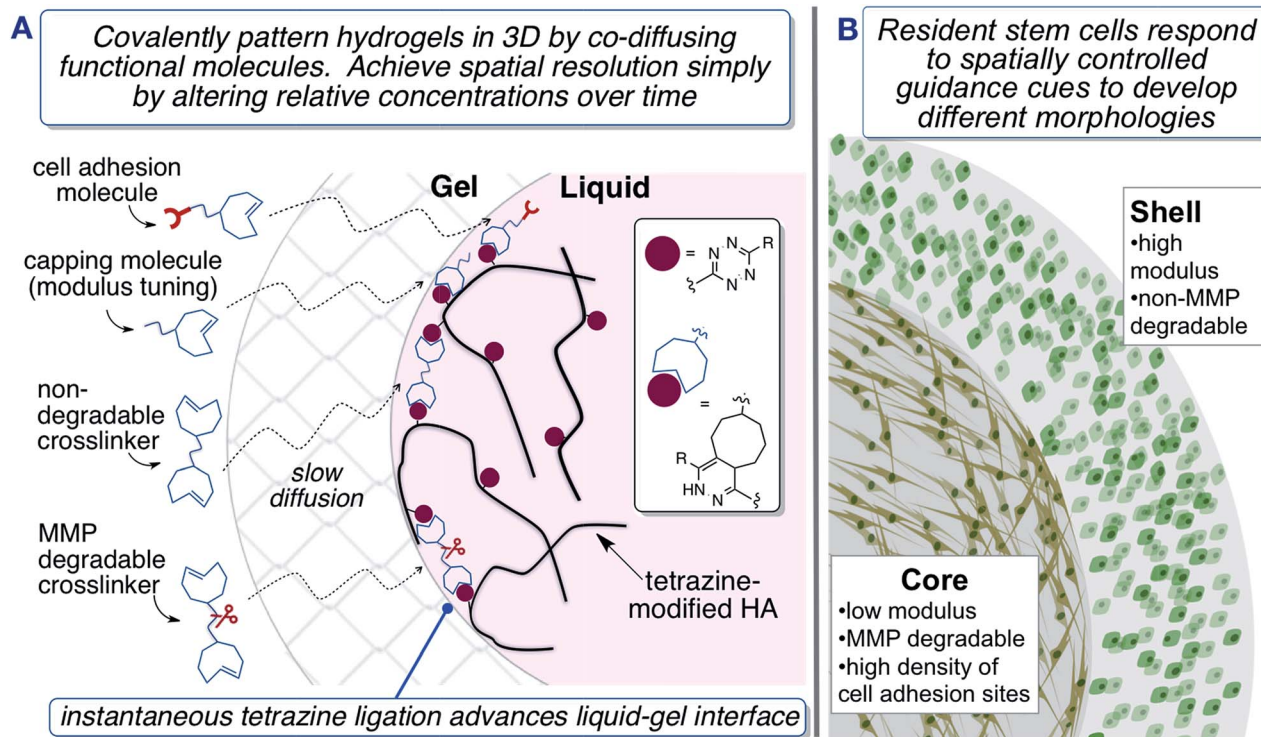 A
Covalently pattern hydrogels in 3D by co-diffusing
functional molecules. Achieve spatial resolution simply
by altering relative concentrations over time
cell adhesion
molecule
capping molecule
(modulus tuning)
non-
degradable
crosslinker
MMP
degradable
crosslinker
Gel
Liquid
slow
diffusion
=
N
N
R
N
N
=
R
HN
N
tetrazine-
modified HA
instantaneous tetrazine ligation advances liquid-gel interface
B
Resident stem cells respond
to spatially controlled
guidance cues to develop
different morphologies
Shell
•high
modulus
•non-MMP
degradable
Core
•low modulus
•MMP degradable
•high density of
cell adhesion sites